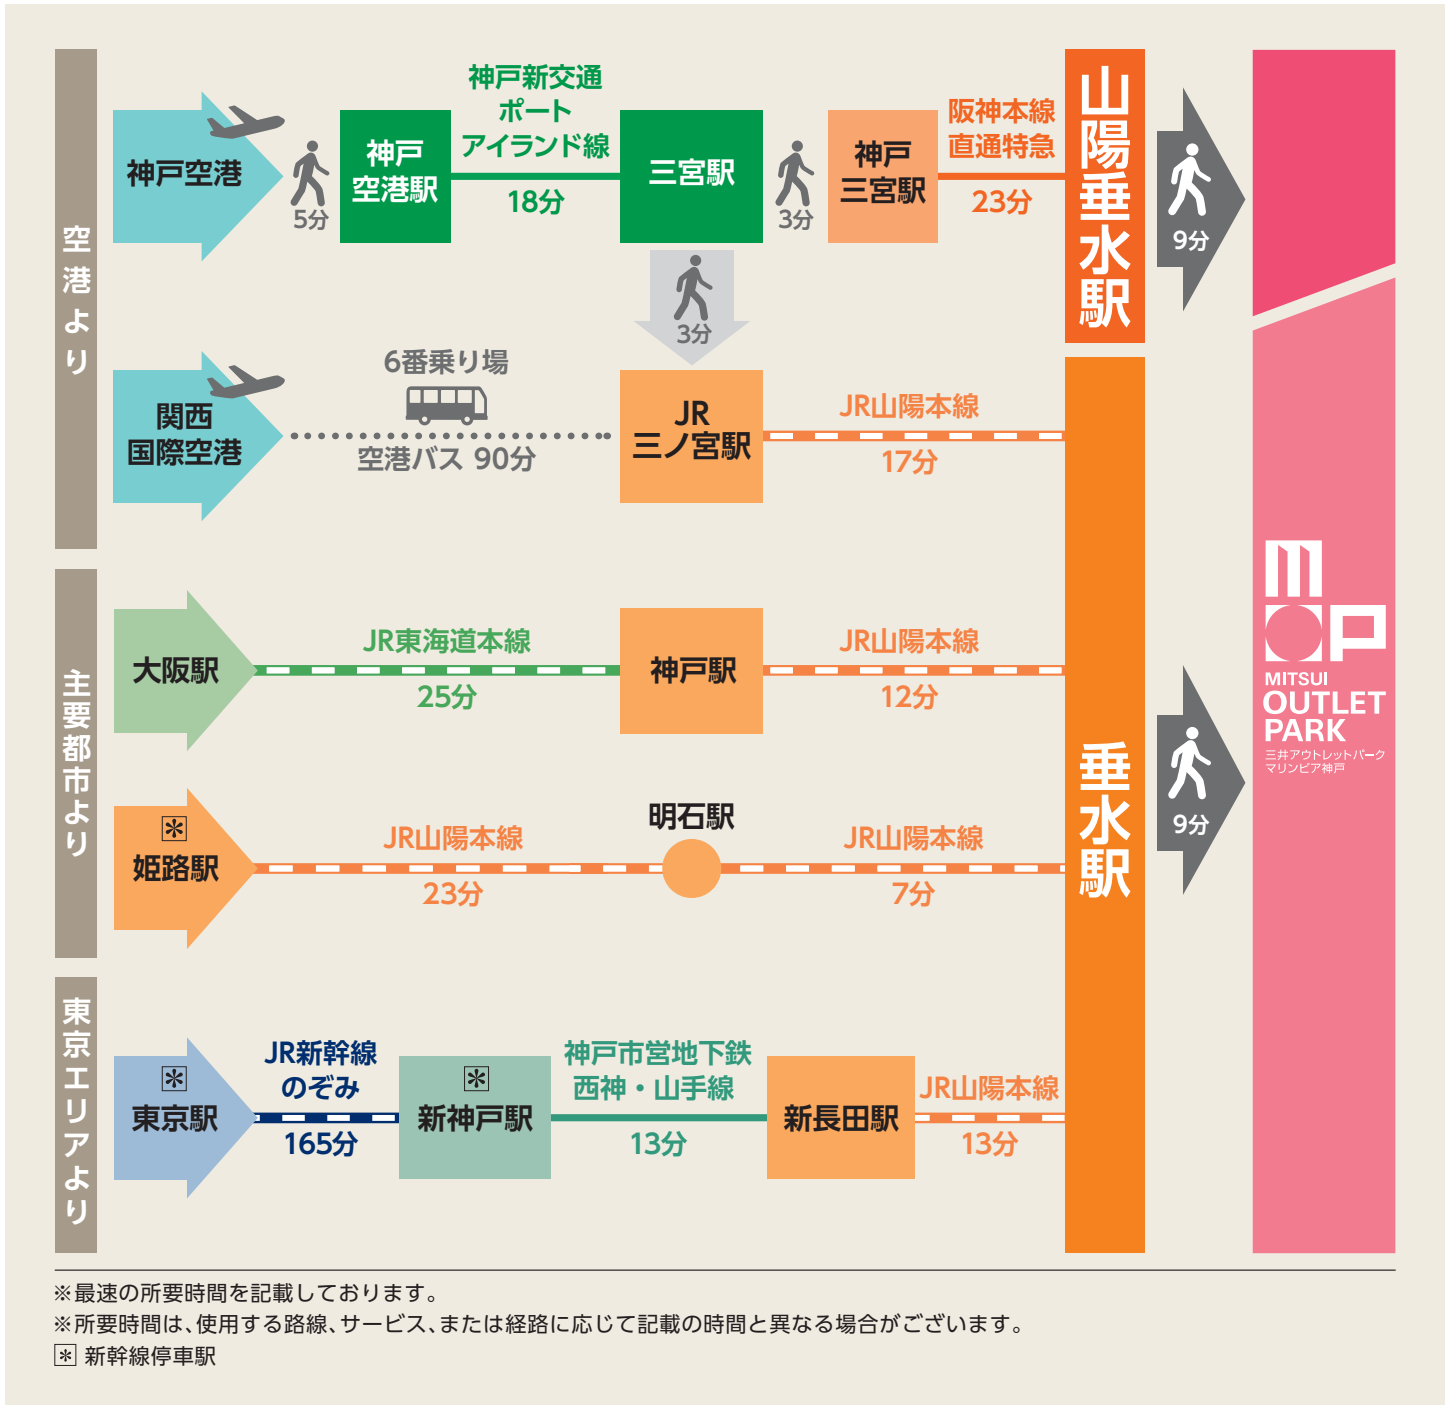 空港より
神戸空港
5分
神戸
空港駅
神戸新交通
ポート
アイランド線
18分
三宮駅
3分
神戸
三宮駅
阪神本線
直通特急
23分
山陽垂水駅
9分
3分
関西
国際空港
6番乗り場
空港バス 90分
JR
三ノ宮駅
JR山陽本線
17分
主要都市より
大阪駅
JR東海道本線
25分
神戸駅
JR山陽本線
12分
垂水駅
9分
MOP
MITSUI
OUTLET
PARK
三井アウトレットパーク
マリンピア神戸
*
姫路駅
JR山陽本線
23分
明石駅
JR山陽本線
7分
東京エリアより
*
東京駅
JR新幹線
のぞみ
165分
*
新神戸駅
神戸市営地下鉄
西神・山手線
13分
新長田駅
JR山陽本線
13分
※最速の所要時間を記載しております。
※所要時間は、使用する路線、サービス、または経路に応じて記載の時間と異なる場合がございます。
* 新幹線停車駅